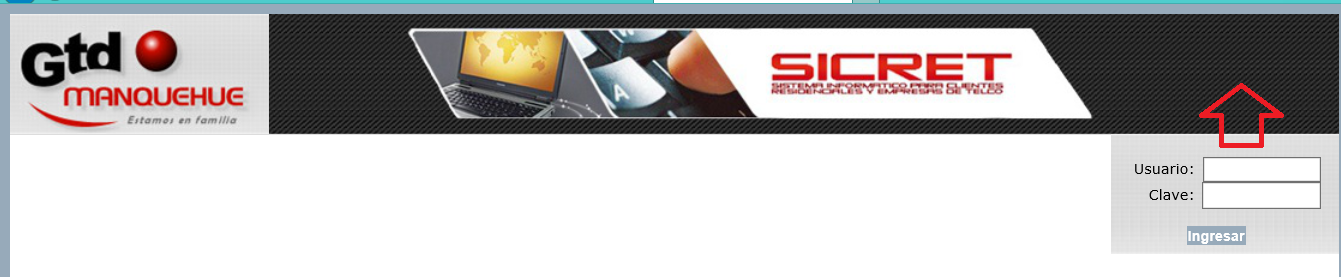 Gtd
MANQUEHUE
Estamos en familia
A
SICRET
SISTEMA INFORMATICO PARA CLIENTES
RESIDENCIALES Y EMPRESAS DE TELCO
Usuario:
Clave:
Ingresar